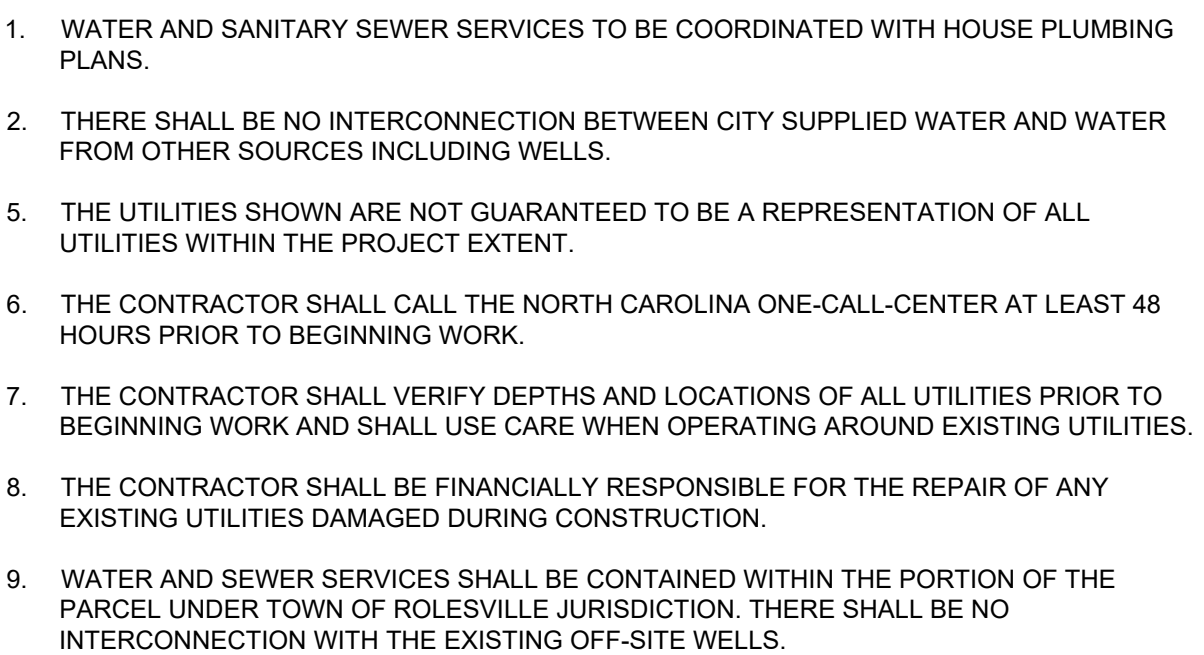 1. WATER AND SANITARY SEWER SERVICES TO BE COORDINATED WITH HOUSE PLUMBING
PLANS.
2. THERE SHALL BE NO INTERCONNECTION BETWEEN CITY SUPPLIED WATER AND WATER
FROM OTHER SOURCES INCLUDING WELLS.
5. THE UTILITIES SHOWN ARE NOT GUARANTEED TO BE A REPRESENTATION OF ALL
UTILITIES WITHIN THE PROJECT EXTENT.
6. THE CONTRACTOR SHALL CALL THE NORTH CAROLINA ONE-CALL-CENTER AT LEAST 48
HOURS PRIOR TO BEGINNING WORK.
7. THE CONTRACTOR SHALL VERIFY DEPTHS AND LOCATIONS OF ALL UTILITIES PRIOR TO
BEGINNING WORK AND SHALL USE CARE WHEN OPERATING AROUND EXISTING UTILITIES.
8. THE CONTRACTOR SHALL BE FINANCIALLY RESPONSIBLE FOR THE REPAIR OF ANY
EXISTING UTILITIES DAMAGED DURING CONSTRUCTION.
9. WATER AND SEWER SERVICES SHALL BE CONTAINED WITHIN THE PORTION OF THE
PARCEL UNDER TOWN OF ROLESVILLE JURISDICTION. THERE SHALL BE NO
INTERCONNECTION WITH THE EXISTING OFF-SITE WELLS.